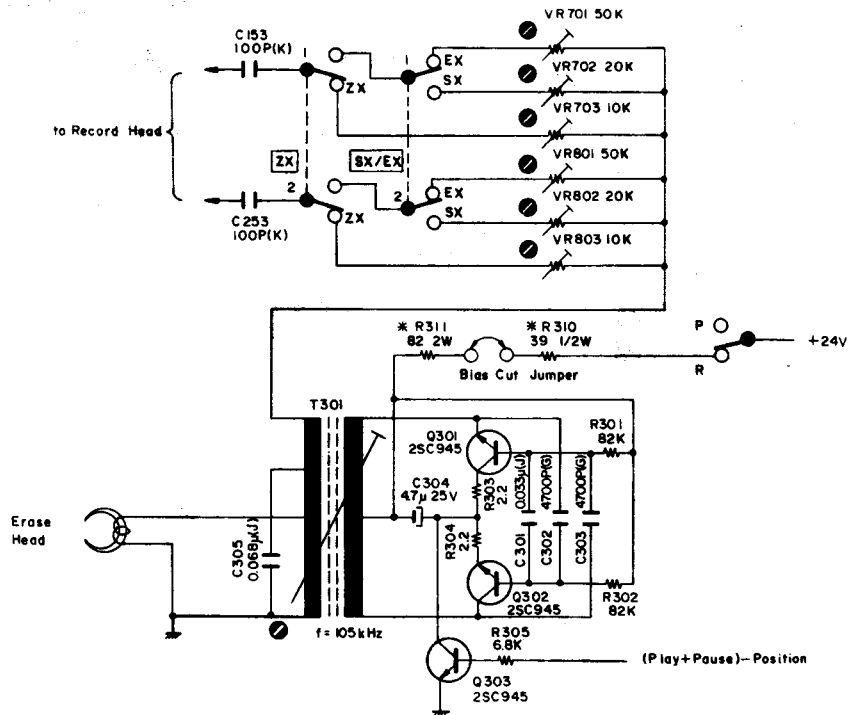 VR701 50K
C153
100P(K)
EX
VR702 20K
ZX
SX
VR703 10K
to Record Head
ZX
SX/EX
VR801 50K
2
2
EX
VR802 20K
ZX
SX
C253
100P(K)
VR803 10K
* R311
82 2W
* R310
39 1/2W
P
+24V
R
Bias Cut Jumper
T301
Q301
2SC945
R301
82K
C304
4.7μ 25V
R303
2.2
0.033μ(J)
4700P(G)
4700P(G)
Erase
Head
C305
0.068μ(J)
R304
2.2
C301
C302
C303
Q302
2SC945
R302
82K
f = 105kHz
R305
6.8K
(Play+Pause)-Position
Q303
2SC945